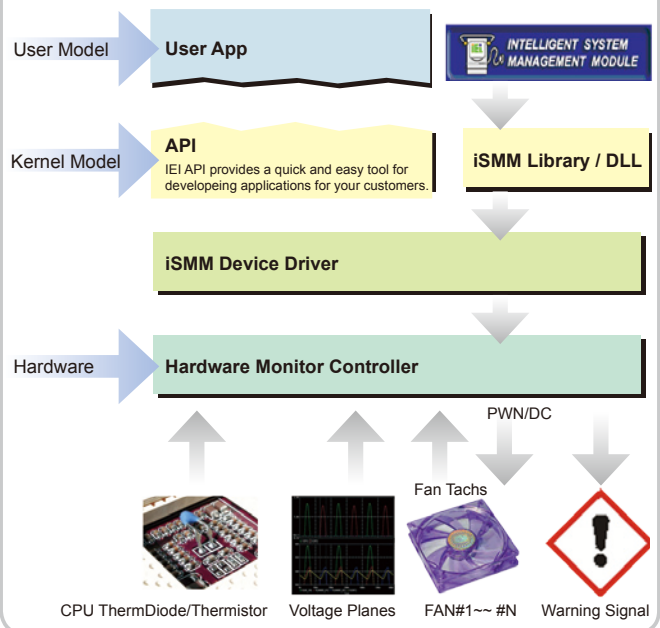 User Model
User App
INTELLIGENT SYSTEM
MANAGEMENT MODULE
Kernel Model
API
IEI API provides a quick and easy tool for
developeing applications for your customers.
iSMM Library / DLL
iSMM Device Driver
Hardware
Hardware Monitor Controller
PWN/DC
Fan Tachs
CPU ThermDiode/Thermistor
Voltage Planes
FAN#1~~ #N
Warning Signal